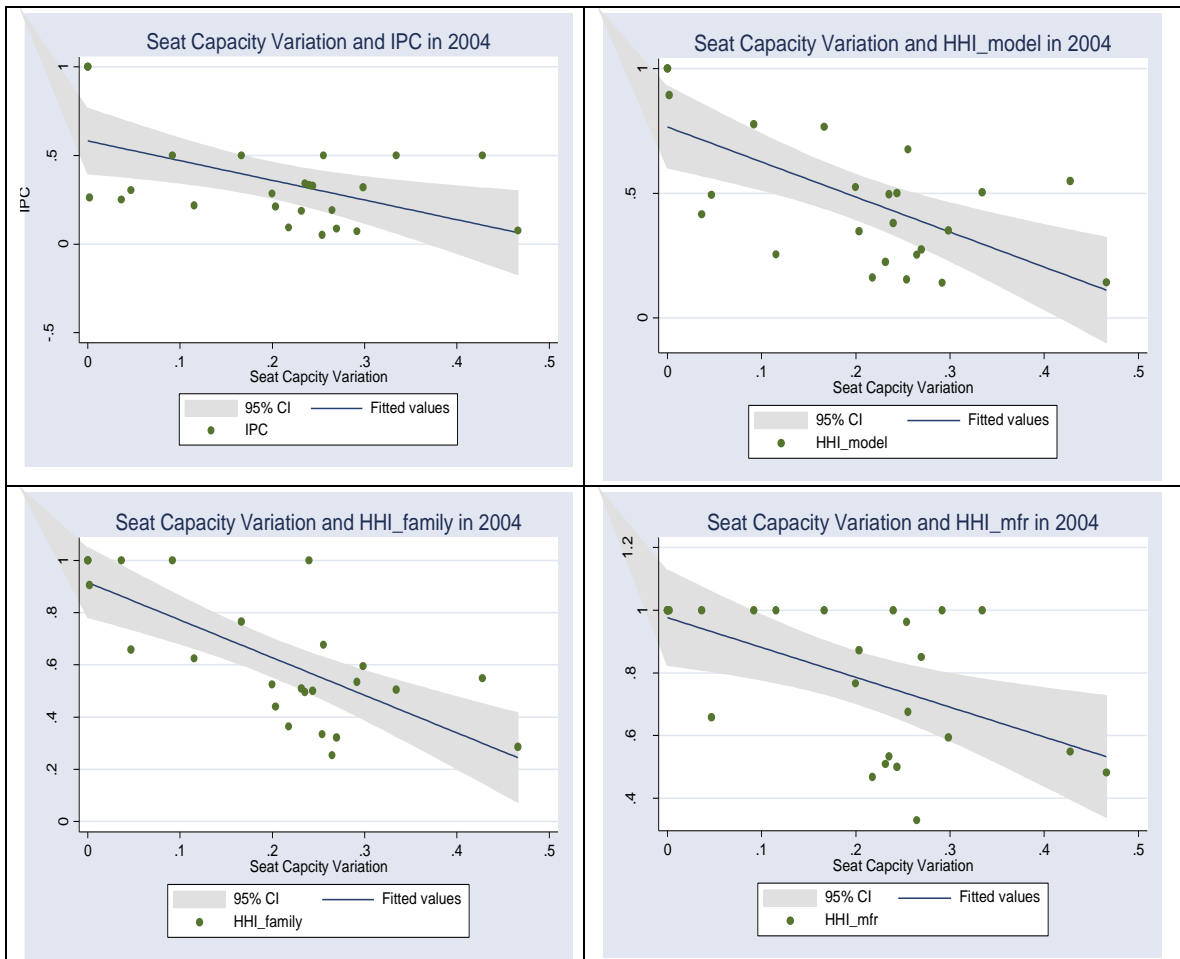 Seat Capacity Variation and IPC in 2004
IPC
1
.5
0
-.5
0 .1 .2 .3 .4 .5
Seat Capcity Variation
95% CI Fitted values
IPC
Seat Capacity Variation and HHI_model in 2004
1
.5
0
0 .1 .2 .3 .4 .5
Seat Capcity Variation
95% CI Fitted values
HHI_model
Seat Capacity Variation and HHI_family in 2004
1
.8
.6
.4
.2
0
0 .1 .2 .3 .4 .5
Seat Capcity Variation
95% CI Fitted values
HHI_family
Seat Capacity Variation and HHI_mfr in 2004
1.2
1
.8
.6
.4
0 .1 .2 .3 .4 .5
Seat Capcity Variation
95% CI Fitted values
HHI_mfr